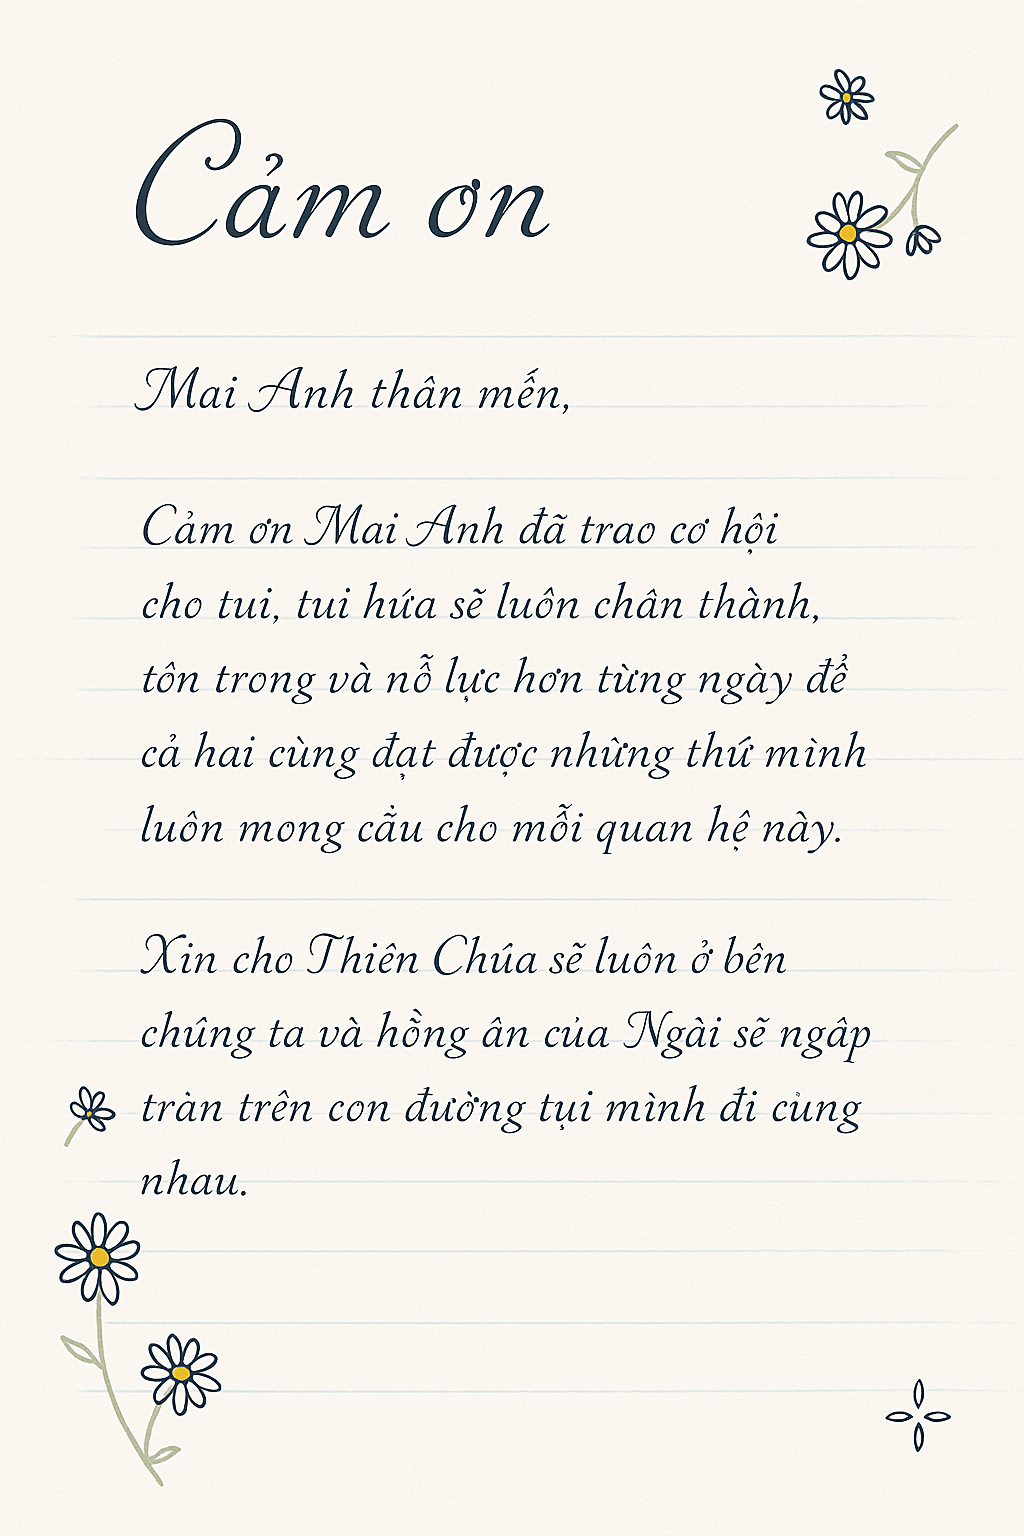 Cảm ơn
Mai Anh thân mến,
Cảm ơn Mai Anh đã trao cơ hội
cho tui, tui hứa sẽ luôn chân thành,
tôn trong và nỗ lực hơn từng ngày để
cả hai cùng đạt được những thứ mình
luôn mong cầu cho mỗi quan hệ này.
Xin cho Thiên Chúa sẽ luôn ở bên
chúng ta và hồng ân của Ngài sẽ ngâp
tràn trên con đường tụi mình đi cùng
nhau.